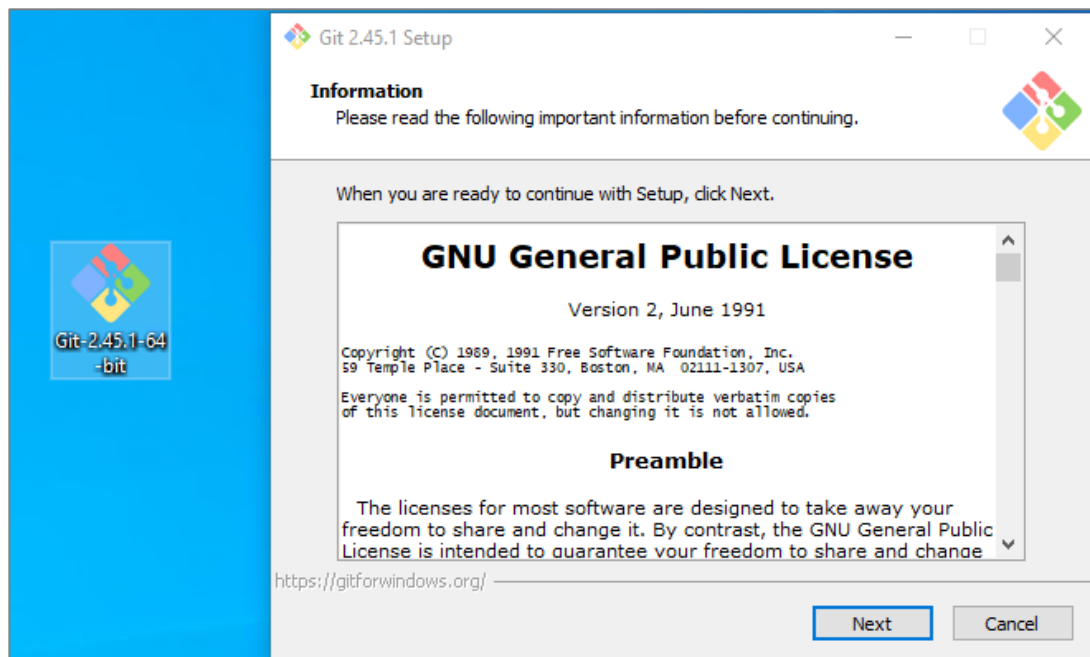 Git 2.45.1 Setup
Information
Please read the following important information before continuing.
When you are ready to continue with Setup, click Next.
GNU General Public License
Version 2, June 1991
Copyright (C) 1989, 1991 Free Software Foundation, Inc.
59 Temple Place - Suite 330, Boston, MA  02111-1307, USA
Everyone is permitted to copy and distribute verbatim copies
of this license document, but changing it is not allowed.
Preamble
The licenses for most software are designed to take away your
freedom to share and change it. By contrast, the GNU General Public
License is intended to guarantee your freedom to share and change
https://gitforwindows.org/
Next
Cancel
Git-2.45.1-64
-bit